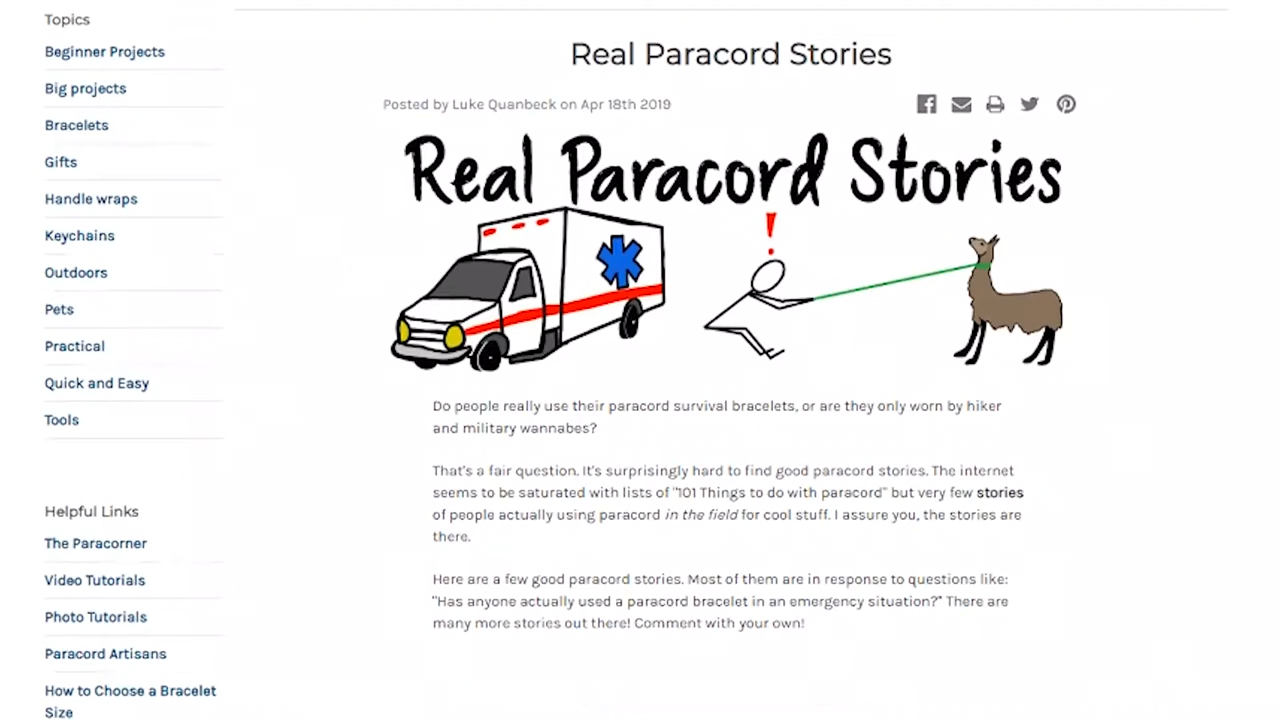 Topics
Beginner Projects
Big projects
Bracelets
Gifts
Handle wraps
Keychains
Outdoors
Pets
Practical
Quick and Easy
Tools
Helpful Links
The Paracorner
Video Tutorials
Photo Tutorials
Paracord Artisans
How to Choose a Bracelet
Size
Real Paracord Stories
Posted by Luke Quanbeck on Apr 18th 2019
Real Paracord Stories
!
Do people really use their paracord survival bracelets, or are they only worn by hiker
and military wannabes?
That's a fair question. It's surprisingly hard to find good paracord stories. The internet
seems to be saturated with lists of "101 Things to do with paracord" but very few stories
of people actually using paracord in the field for cool stuff. I assure you, the stories are
there.
Here are a few good paracord stories. Most of them are in response to questions like:
"Has anyone actually used a paracord bracelet in an emergency situation?" There are
many more stories out there! Comment with your own!